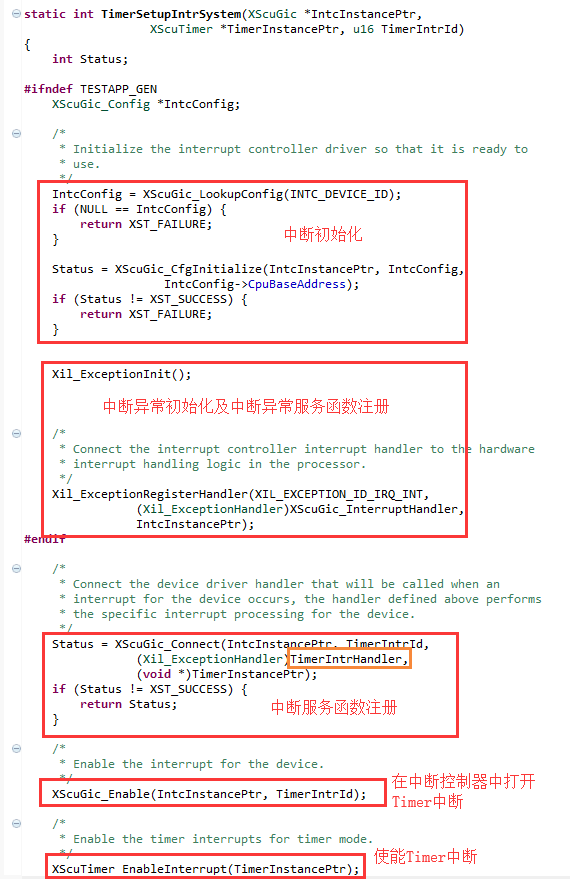 static int TimerSetupIntrSystem(XScuGic *IntcInstancePtr,
XScuTimer *TimerInstancePtr, u16 TimerIntrId)
{
int Status;
#ifndef TESTAPP_GEN
XScuGic_Config *IntcConfig;
/*
* Initialize the interrupt controller driver so that it is ready to
* use.
*/
IntcConfig = XScuGic_LookupConfig(INTC_DEVICE_ID);
if (NULL == IntcConfig) {
return XST_FAILURE;
}
中断初始化
Status = XScuGic_CfgInitialize(IntcInstancePtr, IntcConfig,
IntcConfig->CpuBaseAddress);
if (Status != XST_SUCCESS) {
return XST_FAILURE;
}
Xil_ExceptionInit();
中断异常初始化及中断异常服务函数注册
/*
* Connect the interrupt controller interrupt handler to the hardware
* interrupt handling logic in the processor.
*/
Xil_ExceptionRegisterHandler(XIL_EXCEPTION_ID_IRQ_INT,
(Xil_ExceptionHandler)XScuGic_InterruptHandler,
IntcInstancePtr);
#endif
/*
* Connect the device driver handler that will be called when an
* interrupt for the device occurs, the handler defined above performs
* the specific interrupt processing for the device.
*/
Status = XScuGic_Connect(IntcInstancePtr, TimerIntrId,
(Xil_ExceptionHandler)TimerIntrHandler,
(void *)TimerInstancePtr);
if (Status != XST_SUCCESS) {
return Status;
}
中断服务函数注册
/*
* Enable the interrupt for the device.
*/
XScuGic_Enable(IntcInstancePtr, TimerIntrId);
在中断控制器中打开
Timer中断
/*
* Enable the timer interrupts for timer mode.
*/
XScuTimer_EnableInterrupt(TimerInstancePtr);
使能Timer中断